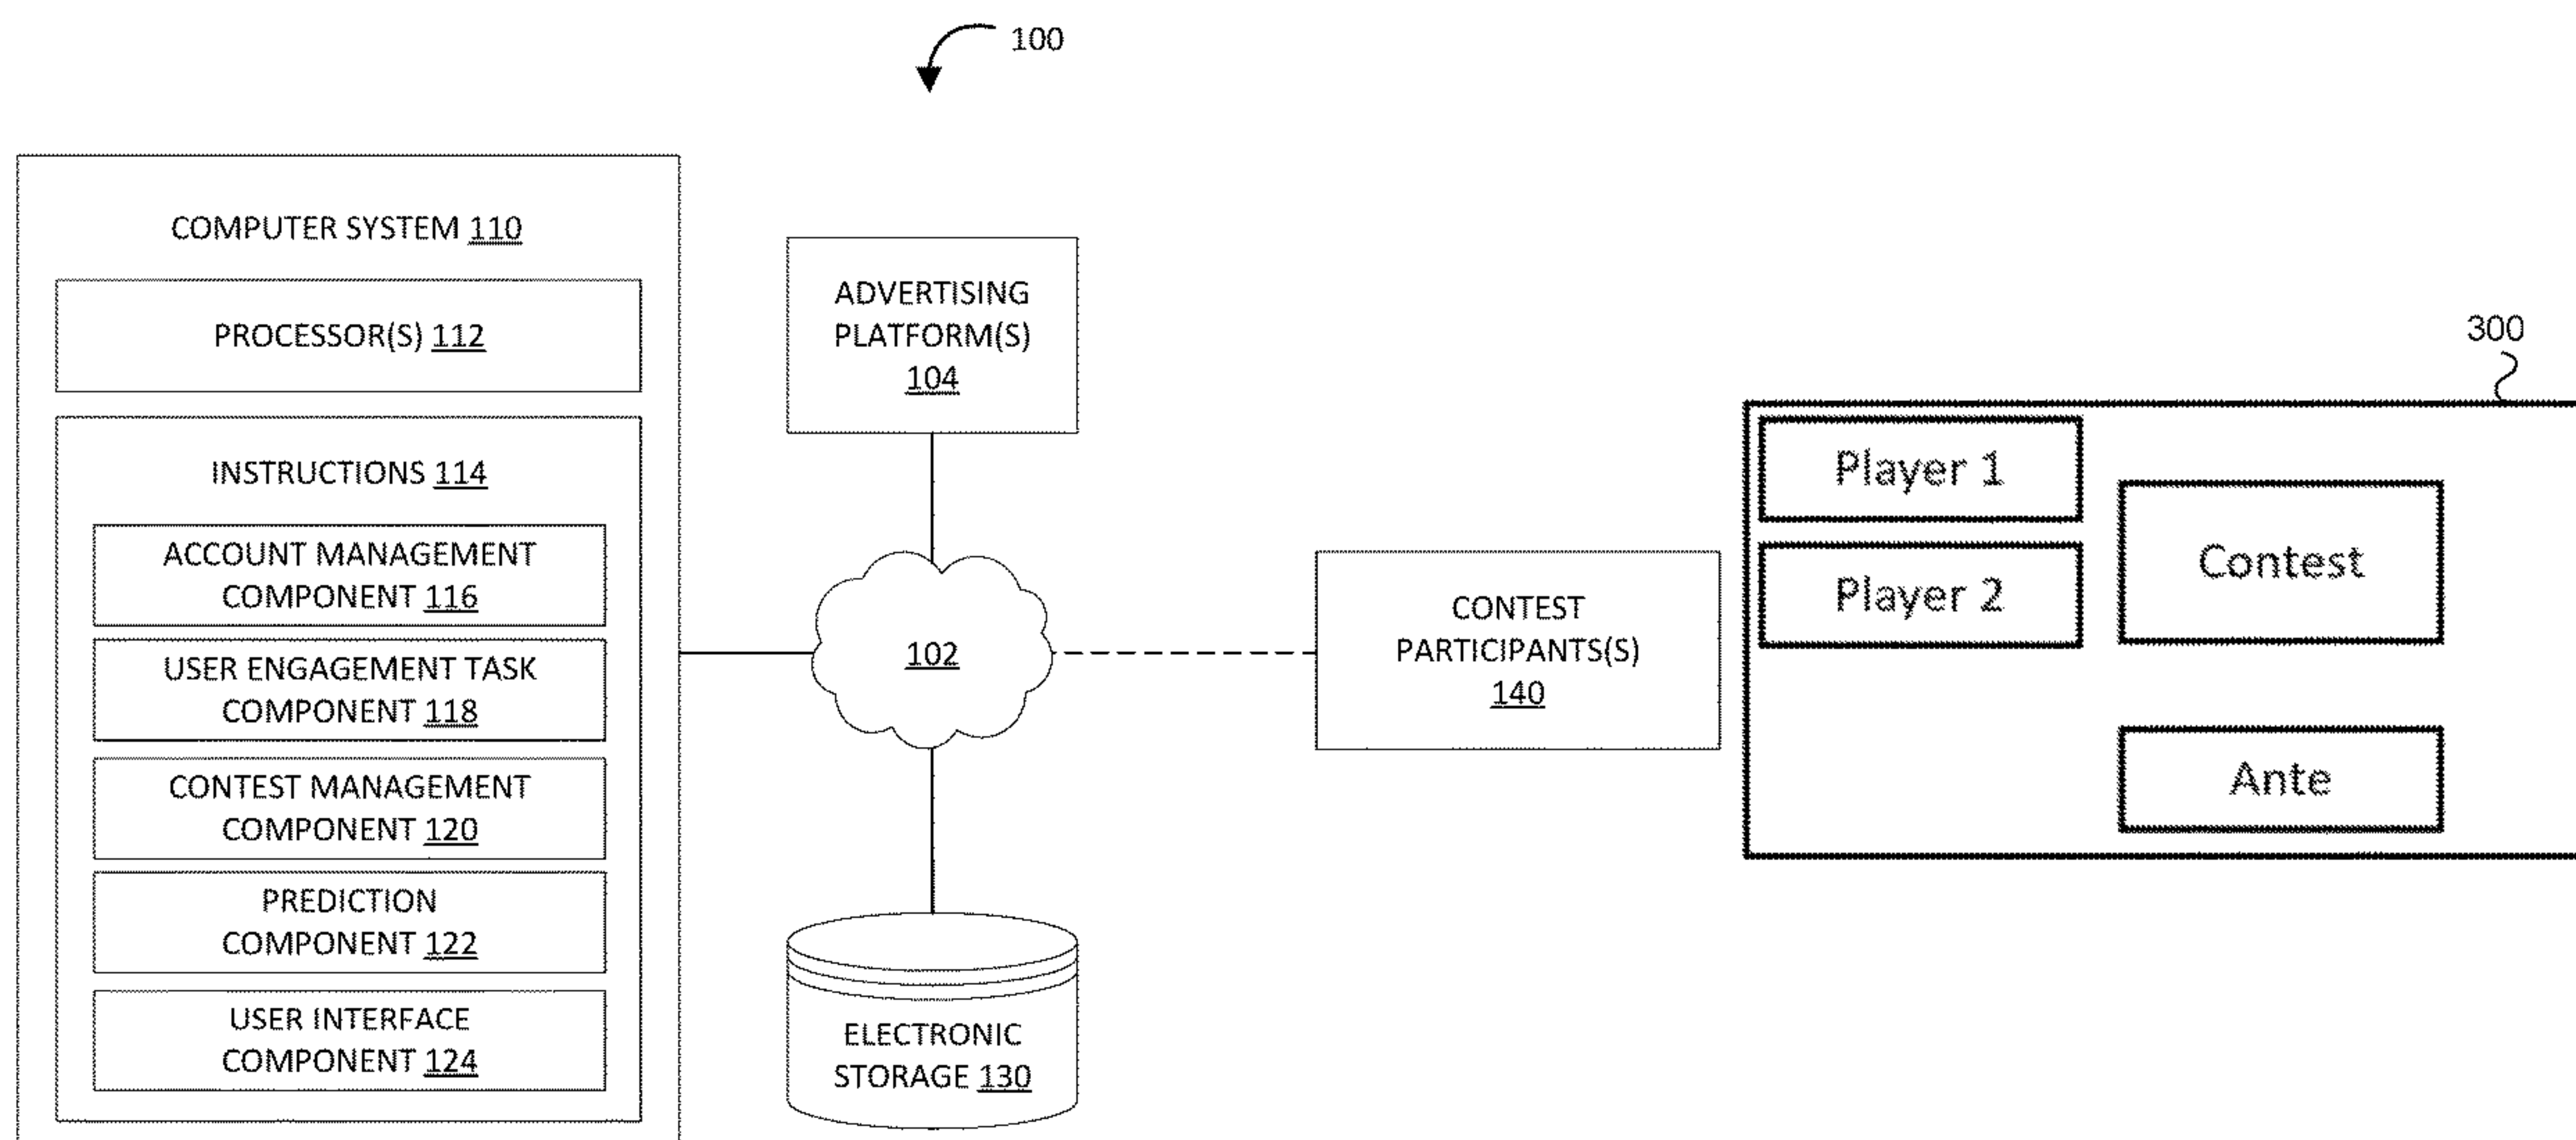 100
COMPUTER SYSTEM 110
PROCESSOR(S) 112
INSTRUCTIONS 114
ACCOUNT MANAGEMENT
COMPONENT 116
USER ENGAGEMENT TASK
COMPONENT 118
CONTEST MANAGEMENT
COMPONENT 120
PREDICTION
COMPONENT 122
USER INTERFACE
COMPONENT 124
ADVERTISING
PLATFORM(S)
104
102
ELECTRONIC
STORAGE 130
CONTEST
PARTICIPANTS(S)
140
300
Player 1
Player 2
Contest
Ante